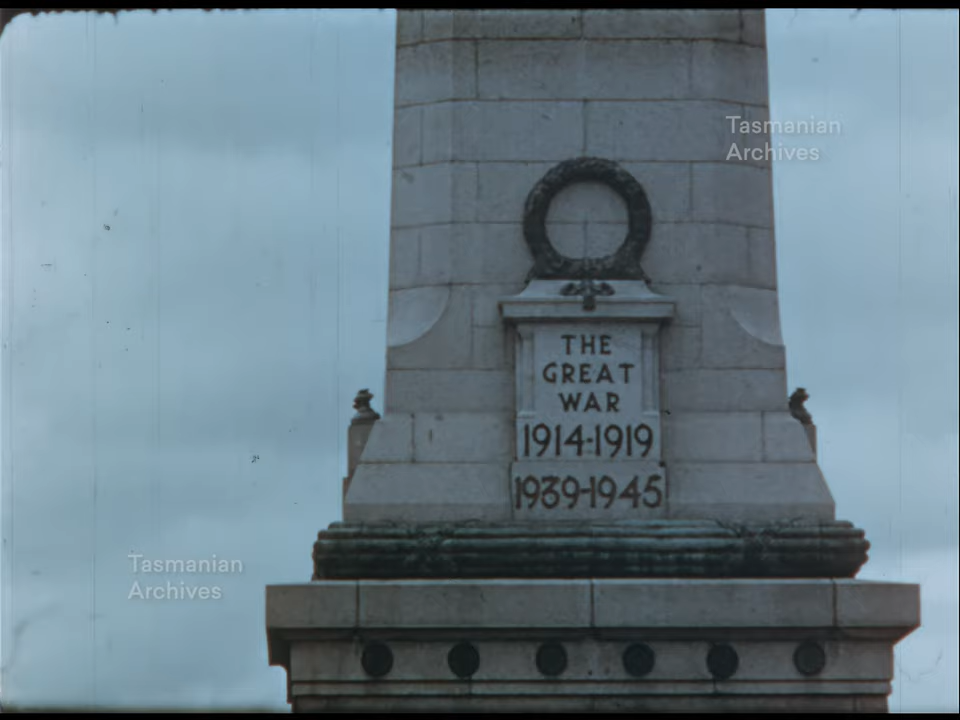 Tasmanian
Archives
THE
GREAT
WAR
1914-1919
1939-1945
Tasmanian
Archives